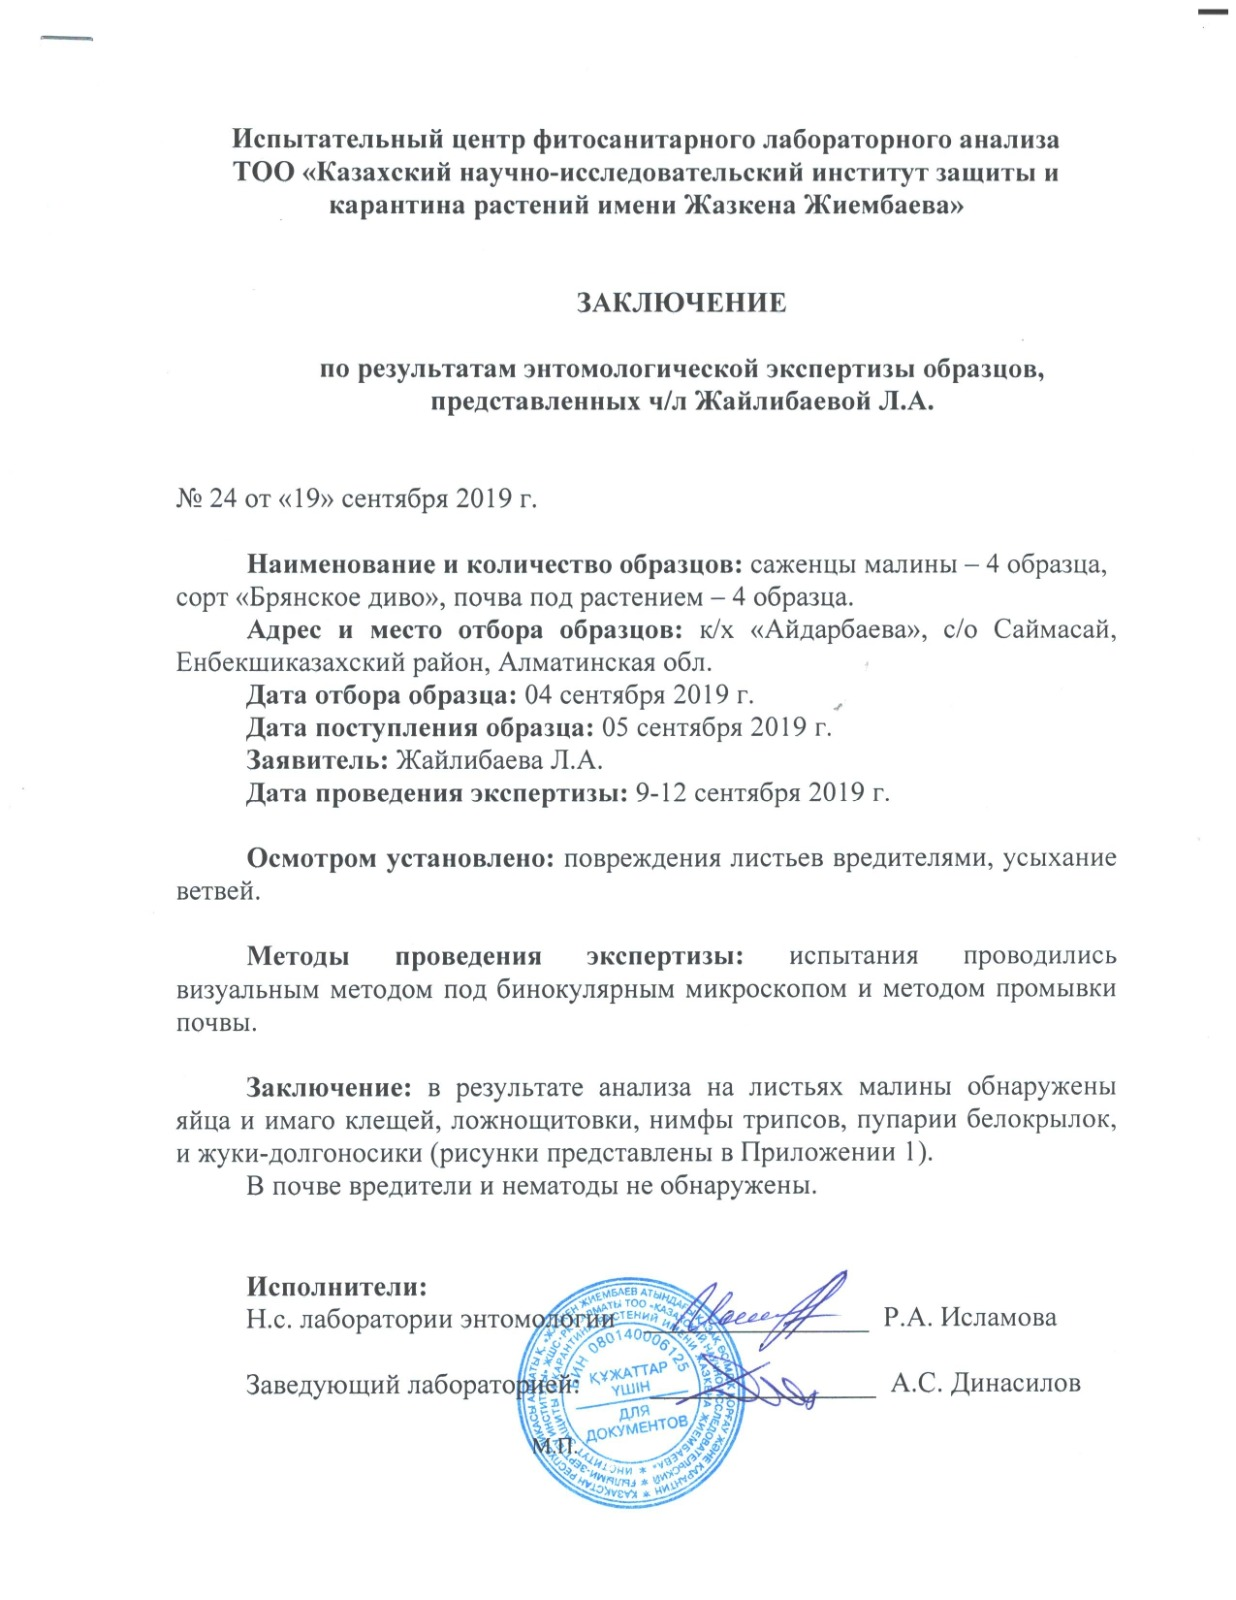 Испытательный центр фитосанитарного лабораторного анализа
ТОО «Казахский научно-исследовательский институт защиты и
карантина растений имени Жазкена Жиембаева»
ЗАКЛЮЧЕНИЕ
по результатам энтомологической экспертизы образцов,
представленных ч/л Жайлибаевой Л.А.
№ 24 от «19» сентября 2019 г.
Наименование и количество образцов: саженцы малины – 4 образца,
сорт «Брянское диво», почва под растением – 4 образца.
Адрес и место отбора образцов: к/х «Айдарбаева», с/о Саймасай,
Енбекшиказахский район, Алматинская обл.
Дата отбора образца: 04 сентября 2019 г.
Дата поступления образца: 05 сентября 2019 г.
Заявитель: Жайлибаева Л.А.
Дата проведения экспертизы: 9-12 сентября 2019 г.
Осмотром установлено: повреждения листьев вредителями, усыхание
ветвей.
Методы проведения экспертизы: испытания проводились
визуальным методом под бинокулярным микроскопом и методом промывки
почвы.
Заключение: в результате анализа на листьях малины обнаружены
яйца и имаго клещей, ложнощитовки, нимфы трипсов, пупарии белокрылок,
и жуки-долгоносики (рисунки представлены в Приложении 1).
В почве вредители и нематоды не обнаружены.
Исполнители:
Н.с. лаборатории энтомологии Р.А. Исламова
Заведующий лабораторией: А.С. Динасилов
М.П.
БИН 080140006125
ҚҰЖАТТАР
ҮШІН
ДЛЯ
ДОКУМЕНТОВ